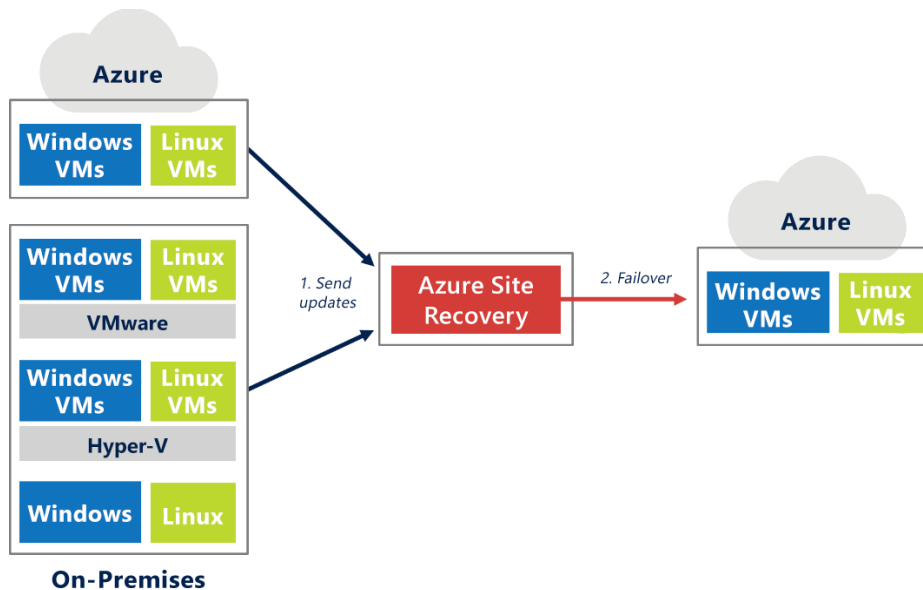 Azure
Windows
VMs
Linux
VMs
Windows
VMs
Linux
VMs
VMware
Windows
VMs
Linux
VMs
Hyper-V
Windows
Linux
On-Premises
1. Send
updates
Azure Site
Recovery
2. Failover
Azure
Windows
VMs
Linux
VMs